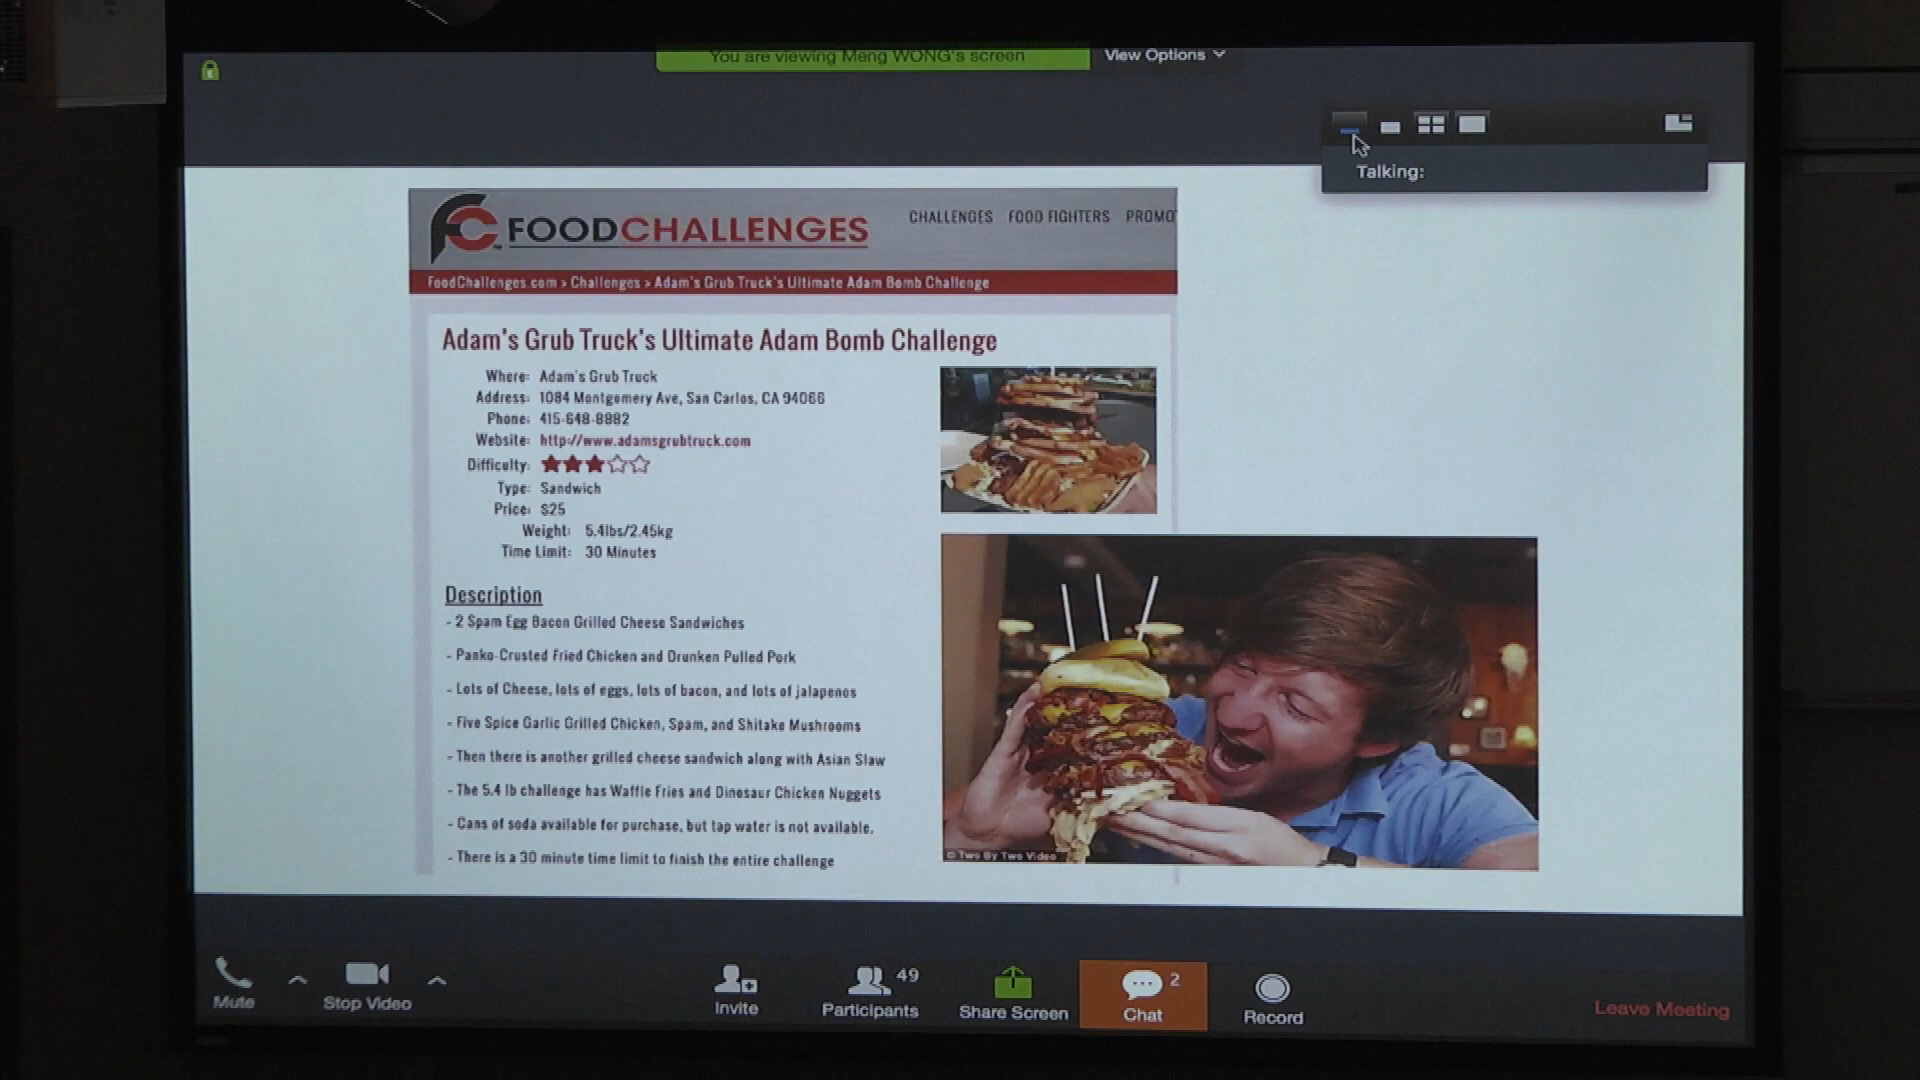 You are viewing Meng WONG's screen
View Options
Talking:
FC FOODCHALLENGES
CHALLENGES FOOD FIGHTERS PROMO
FoodChallenges.com > Challenges > Adam's Grub Truck's Ultimate Adam Bomb Challenge
Adam's Grub Truck's Ultimate Adam Bomb Challenge
Where: Adam's Grub Truck
Address: 1084 Montgomery Ave, San Carlos, CA 94066
Phone: 415-648-8882
Website: http://www.adamsgrubtruck.com
Difficulty:
Type: Sandwich
Price: $25
Weight: 5.4lbs/2.45kg
Time Limit: 30 Minutes
Description
- 2 Spam Egg Bacon Grilled Cheese Sandwiches
- Panko-Crusted Fried Chicken and Drunken Pulled Pork
- Lots of Cheese, lots of eggs, lots of bacon, and lots of jalapenos
- Five Spice Garlic Grilled Chicken, Spam, and Shitake Mushrooms
- Then there is another grilled cheese sandwich along with Asian Slaw
- The 5.4 lb challenge has Waffle Fries and Dinosaur Chicken Nuggets
- Cans of soda available for purchase, but tap water is not available.
- There is a 30 minute time limit to finish the entire challenge
© Two By Two Video
Mute
Stop Video
Invite
Participants 49
Share Screen
Chat 2
Record
Leave Meeting